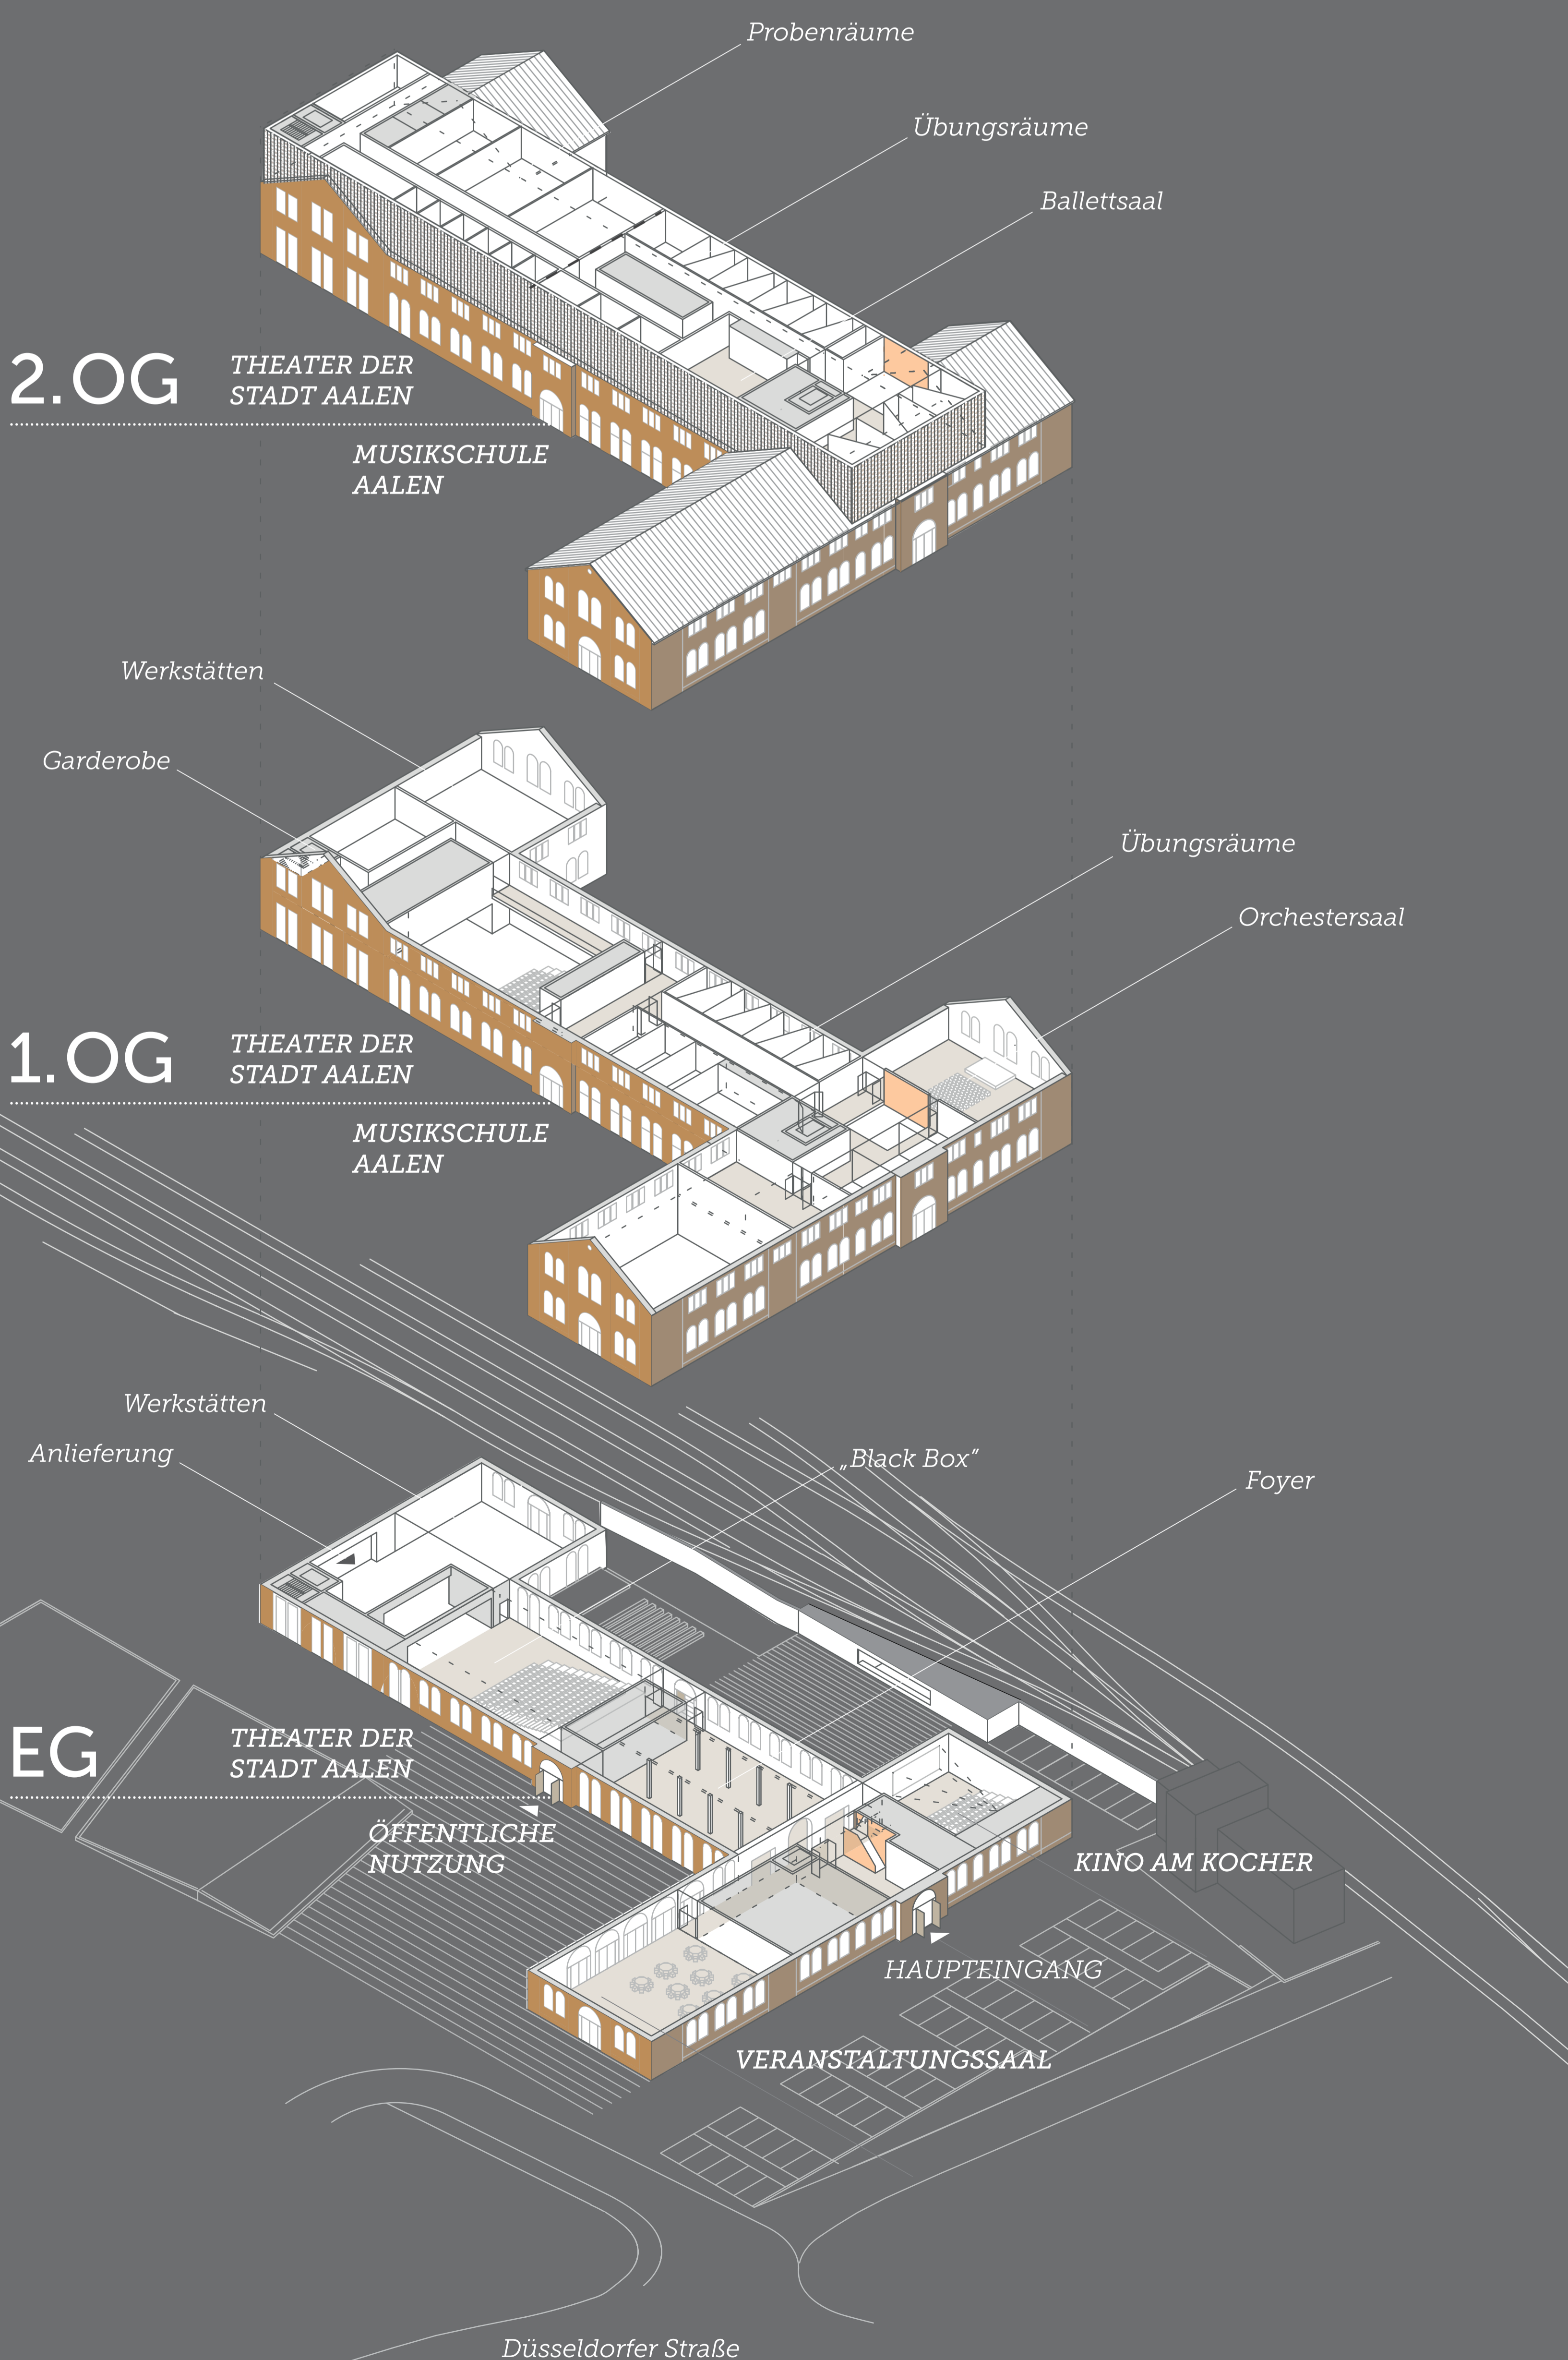 Probenräume
Übungsräume
Ballettsaal
2.OG
THEATER DER
STADT AALEN
MUSIKSCHULE
AALEN
Werkstätten
Garderobe
Übungsräume
Orchestersaal
1.OG
THEATER DER
STADT AALEN
MUSIKSCHULE
AALEN
Werkstätten
Anlieferung
„Black Box“
Foyer
EG
THEATER DER
STADT AALEN
ÖFFENTLICHE
NUTZUNG
KINO AM KOCHER
HAUPTEINGANG
VERANSTALTUNGSSAAL
Düsseldorfer Straße